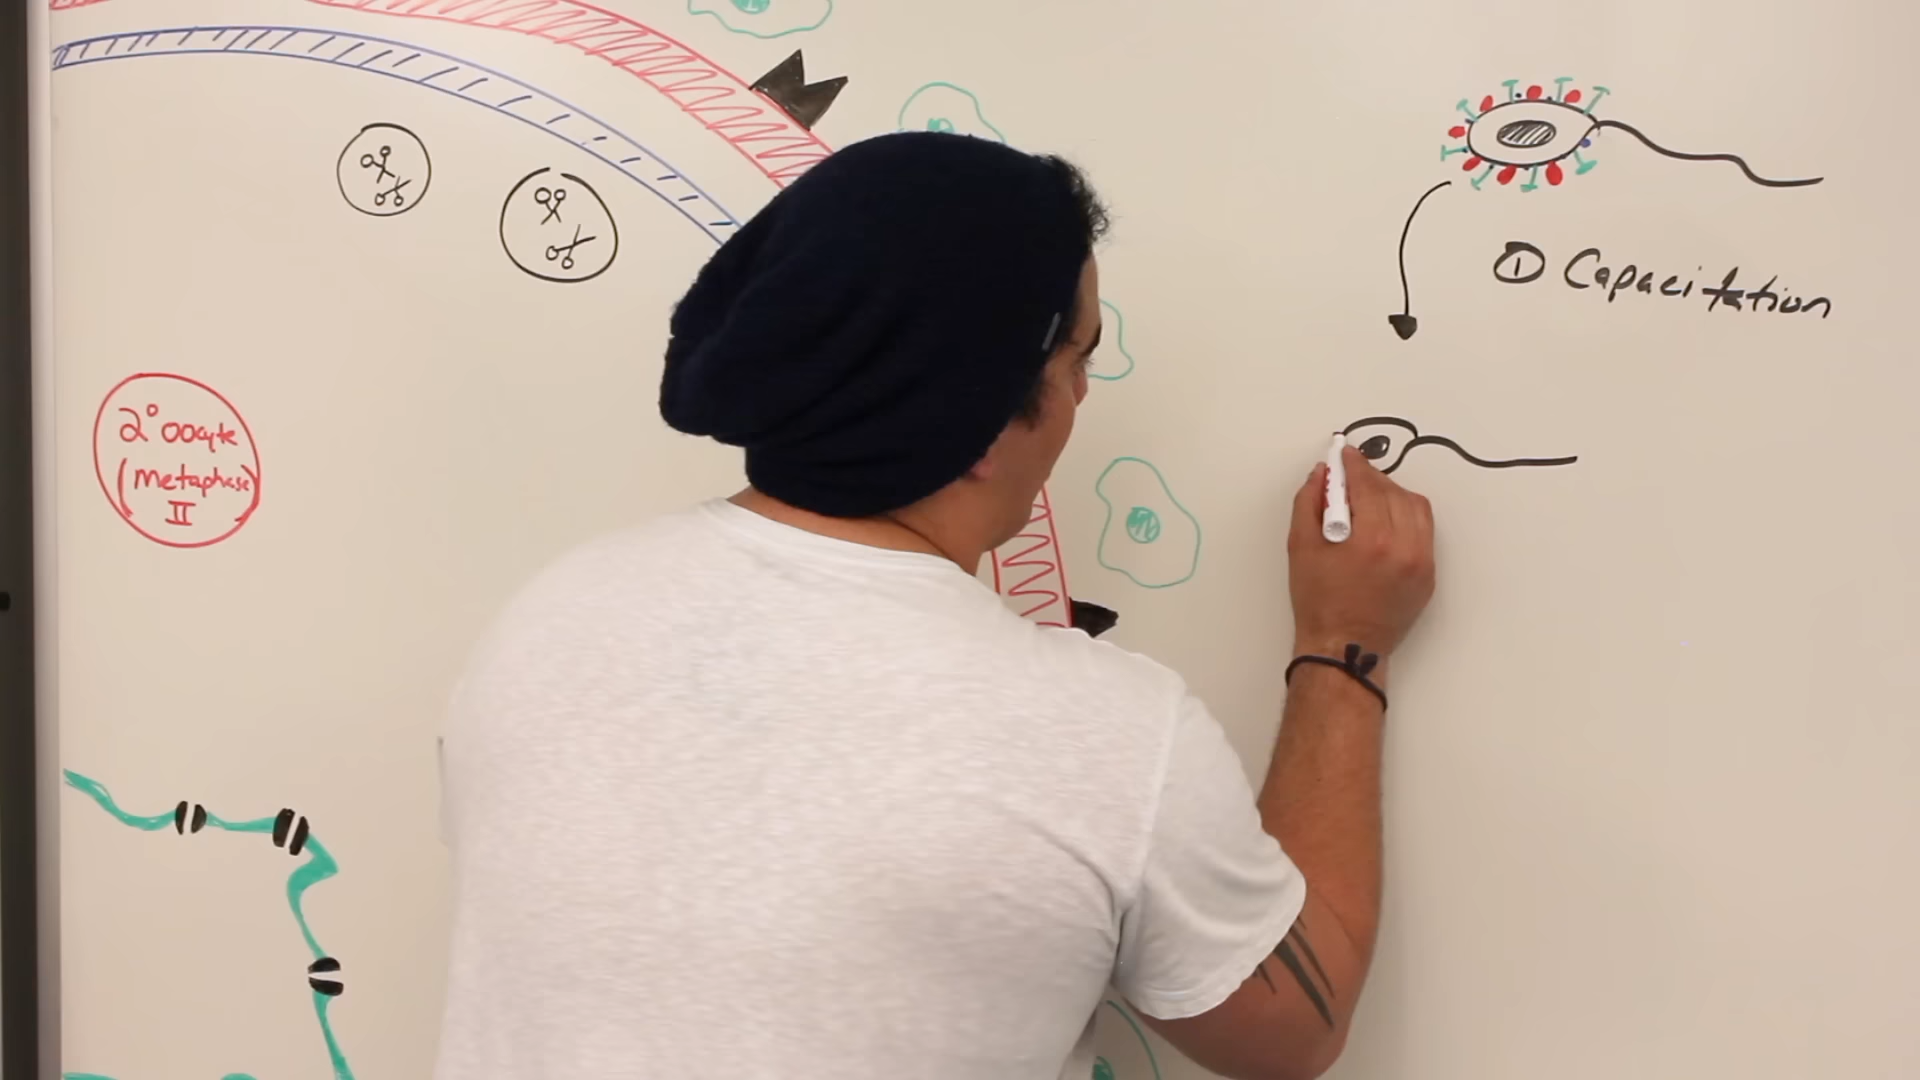 ① Capacitation
2° oocyte
(metaphase)
II